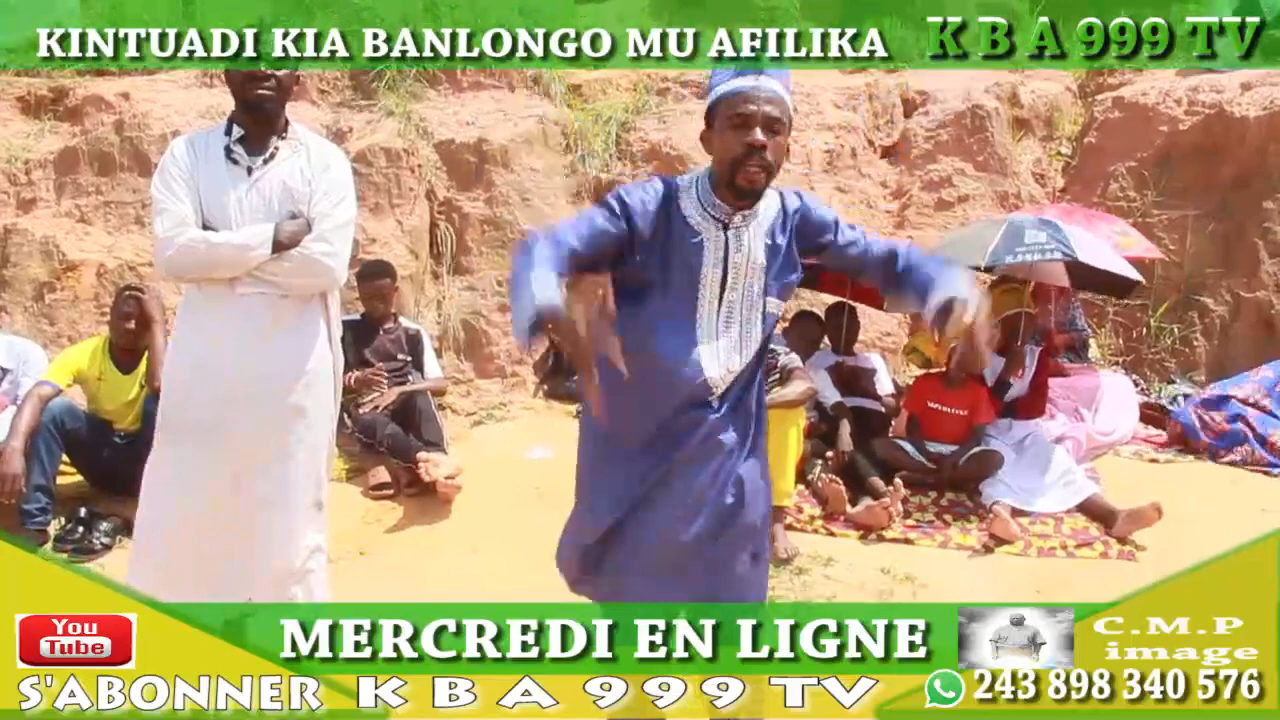 KINTUADI KIA BANLONGO MU AFILIKA
K B A 999 TV
MERCREDI EN LIGNE
You
Tube
C.M.P
image
S'ABONNER K B A 999 TV
243 898 340 576